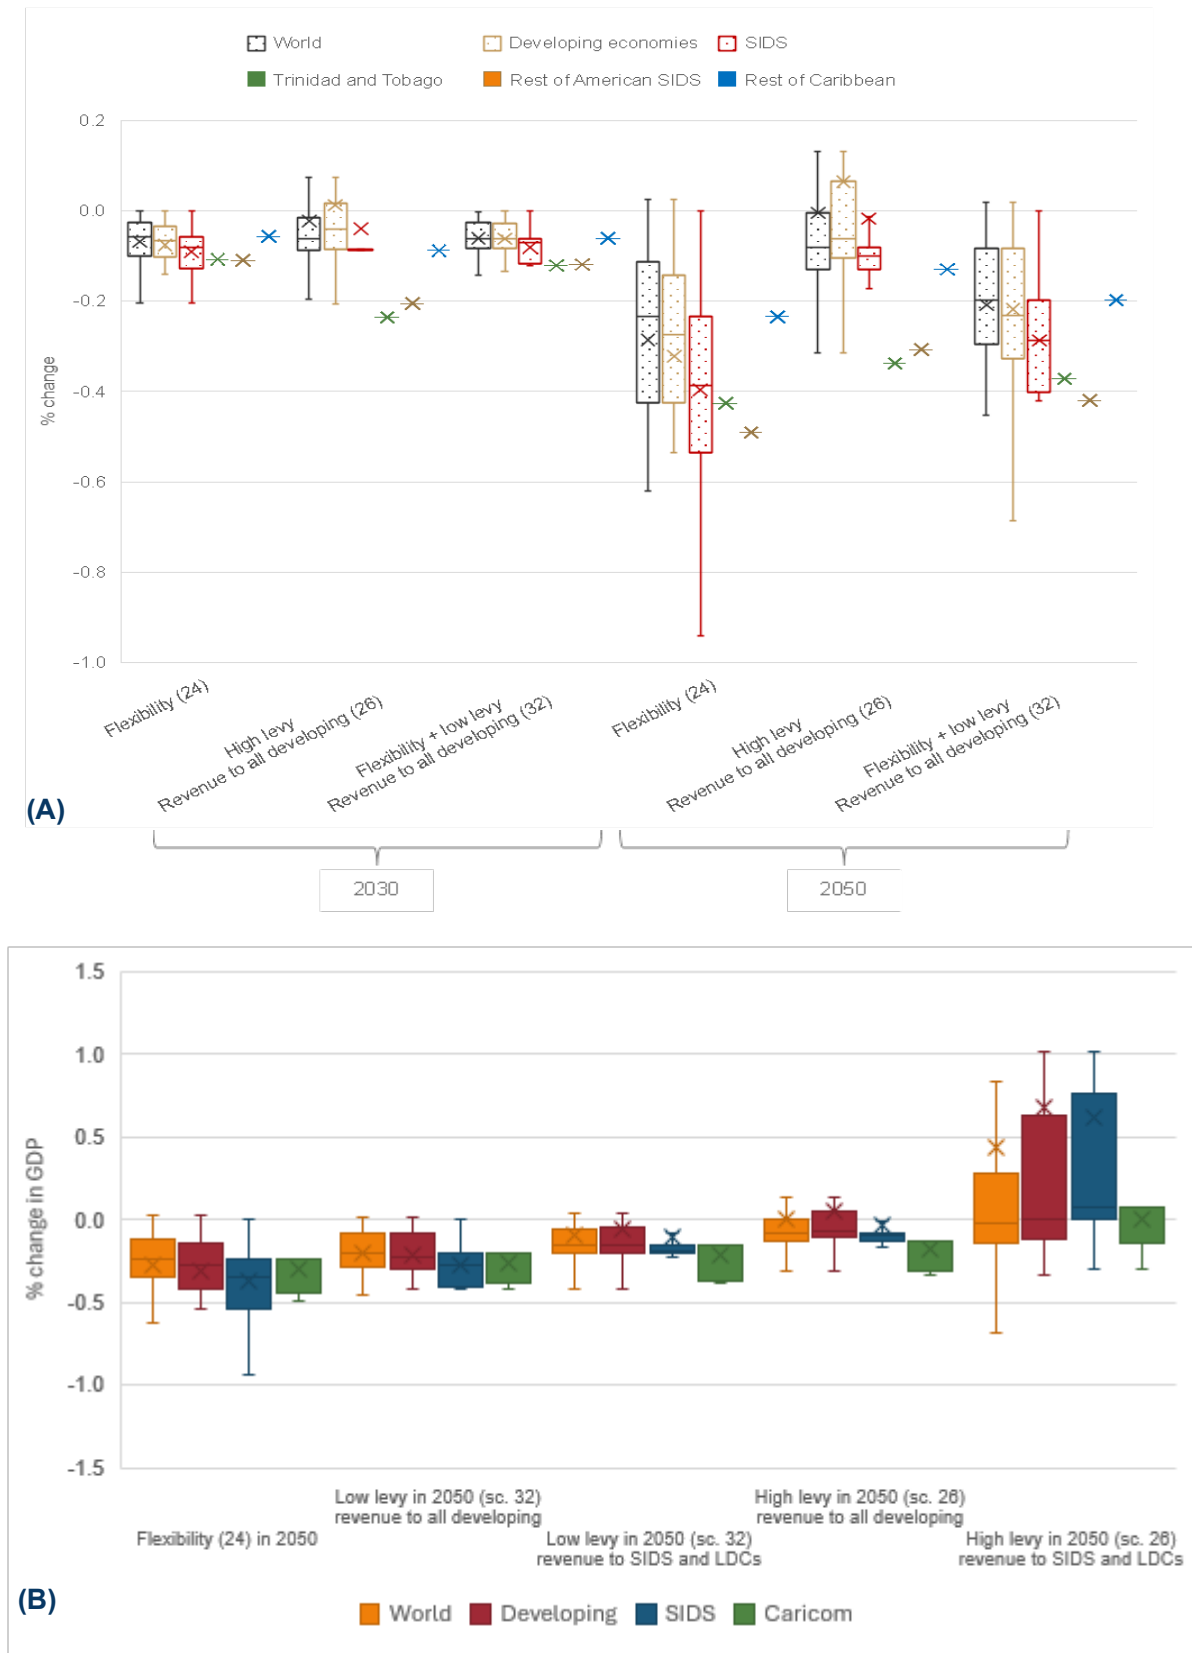 World
Developing economies
SIDS
Trinidad and Tobago
Rest of American SIDS
Rest of Caribbean
0.2
0.0
-0.2
-0.4
-0.6
-0.8
-1.0
% change
Flexibility (24)
High levy
Revenue to all developing (26)
Flexibility + low levy
Revenue to all developing (32)
Flexibility (24)
High levy
Revenue to all developing (26)
Flexibility + low levy
Revenue to all developing (32)
(A)
2030
2050
1.5
1.0
0.5
0.0
-0.5
-1.0
-1.5
% change in GDP
Flexibility (24) in 2050
Low levy in 2050 (sc. 32)
revenue to all developing
Low levy in 2050 (sc. 32)
revenue to SIDS and LDCs
High levy in 2050 (sc. 26)
revenue to all developing
High levy in 2050 (sc. 26)
revenue to SIDS and LDCs
(B)
World
Developing
SIDS
Caricom